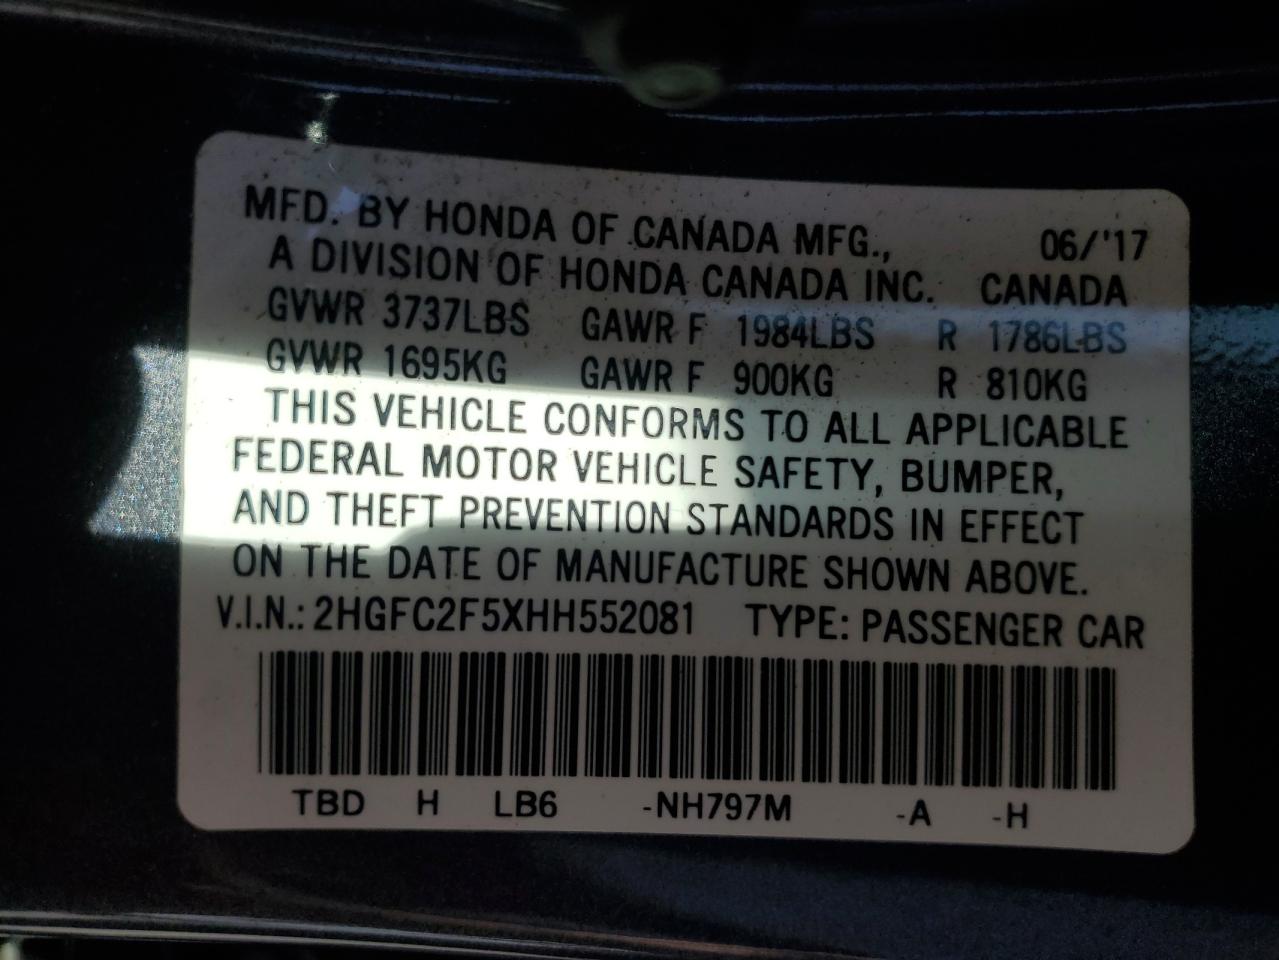 MFD. BY HONDA OF CANADA MFG., 06/'17
A DIVISION OF HONDA CANADA INC. CANADA
GVWR 3737LBS GAWR F 1984LBS R 1786LBS
GVWR 1695KG GAWR F 900KG R 810KG
THIS VEHICLE CONFORMS TO ALL APPLICABLE
FEDERAL MOTOR VEHICLE SAFETY, BUMPER,
AND THEFT PREVENTION STANDARDS IN EFFECT
ON THE DATE OF MANUFACTURE SHOWN ABOVE.
V.I.N.: 2HGFC2F5XHH552081 TYPE: PASSENGER CAR
TBD H LB6 -NH797M -A -H